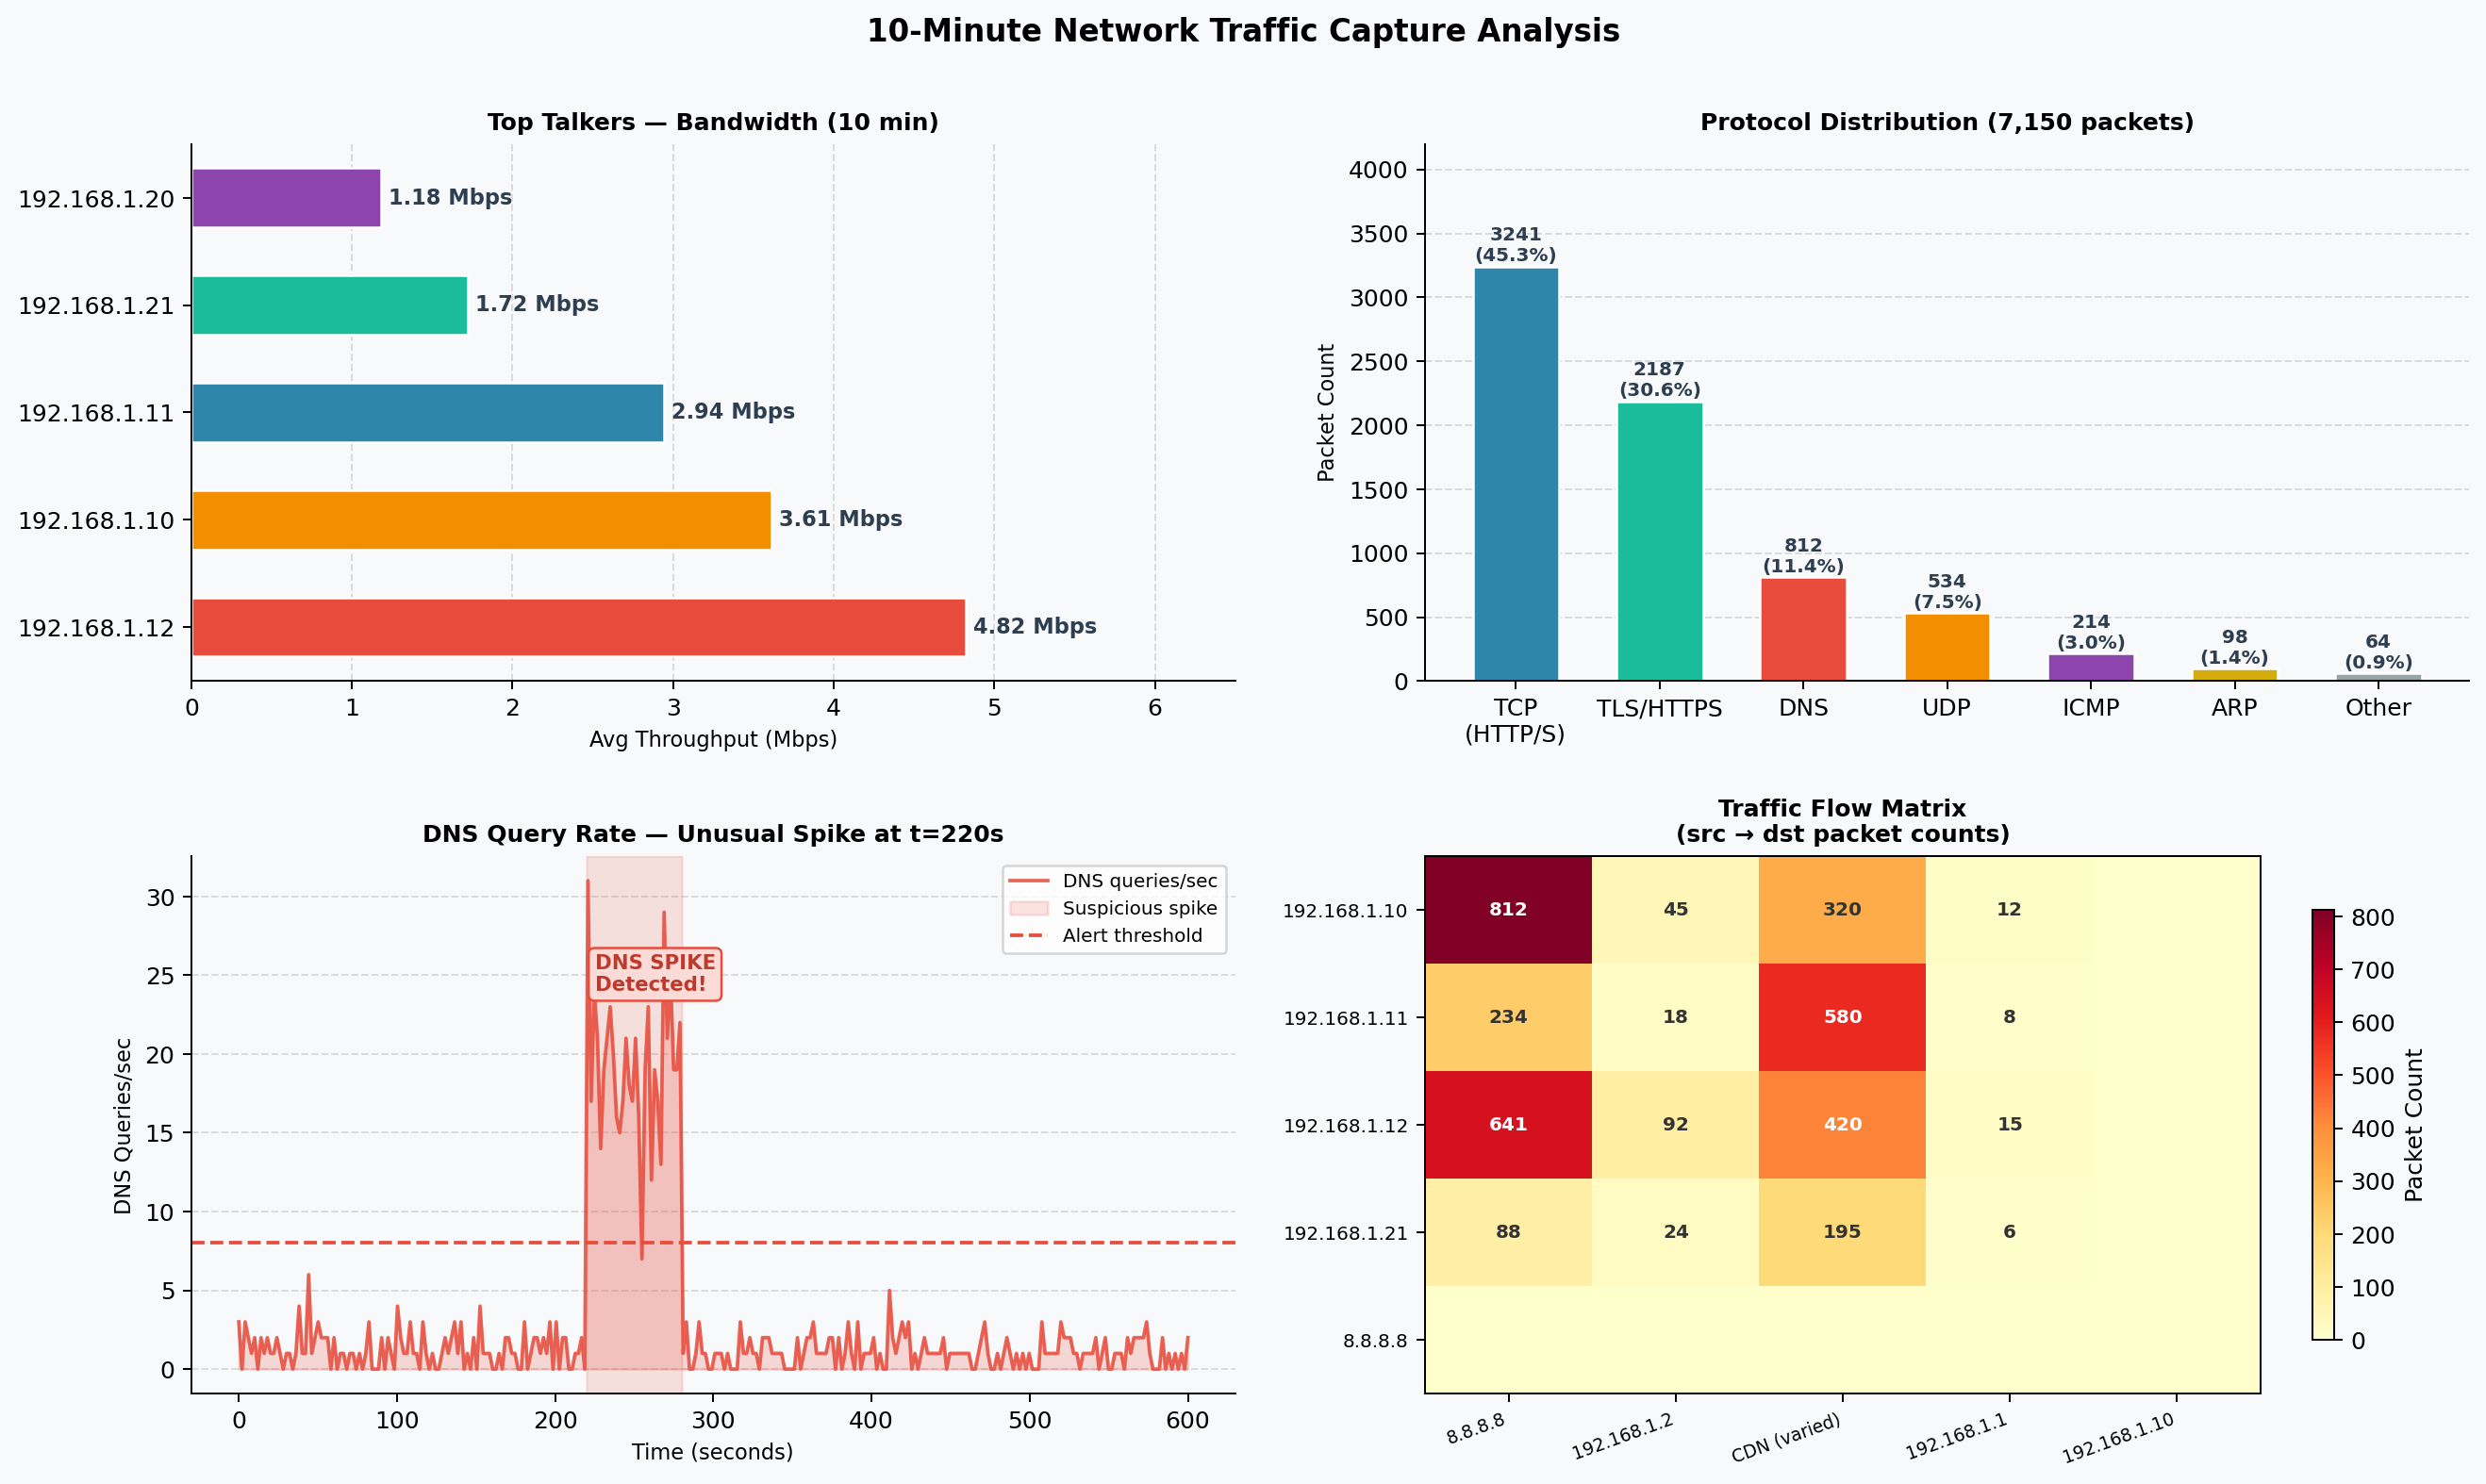 10-Minute Network Traffic Capture Analysis
Top Talkers — Bandwidth (10 min)
192.168.1.20
1.18 Mbps
192.168.1.21
1.72 Mbps
192.168.1.11
2.94 Mbps
192.168.1.10
3.61 Mbps
192.168.1.12
4.82 Mbps
0 1 2 3 4 5 6
Avg Throughput (Mbps)
Protocol Distribution (7,150 packets)
Packet Count
4000
3500
3000
2500
2000
1500
1000
500
0
3241
(45.3%)
2187
(30.6%)
812
(11.4%)
534
(7.5%)
214
(3.0%)
98
(1.4%)
64
(0.9%)
TCP
(HTTP/S)
TLS/HTTPS
DNS
UDP
ICMP
ARP
Other
DNS Query Rate — Unusual Spike at t=220s
DNS Queries/sec
30
25
20
15
10
5
0
DNS queries/sec
Suspicious spike
Alert threshold
DNS SPIKE
Detected!
0 100 200 300 400 500 600
Time (seconds)
Traffic Flow Matrix
(src → dst packet counts)
192.168.1.10 812 45 320 12
192.168.1.11 234 18 580 8
192.168.1.12 641 92 420 15
192.168.1.21 88 24 195 6
8.8.8.8
8.8.8.8
192.168.1.2
CDN (varied)
192.168.1.1
192.168.1.10
800
700
600
500
400
300
200
100
0
Packet Count